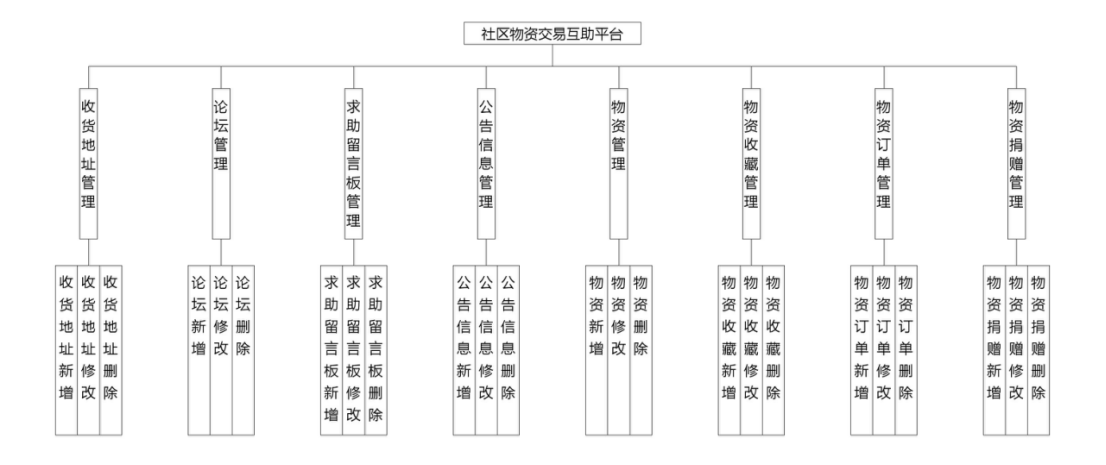 社区物资交易互助平台
收货地址管理
论坛管理
求助留言板管理
公告信息管理
物资管理
物资收藏管理
物资订单管理
物资捐赠管理
收货地址新增
收货地址修改
收货地址删除
论坛新增
论坛修改
论坛删除
求助留言板新增
求助留言板修改
求助留言板删除
公告信息新增
公告信息修改
公告信息删除
物资新增
物资修改
物资删除
物资收藏新增
物资收藏修改
物资收藏删除
物资订单新增
物资订单修改
物资订单删除
物资捐赠新增
物资捐赠修改
物资捐赠删除